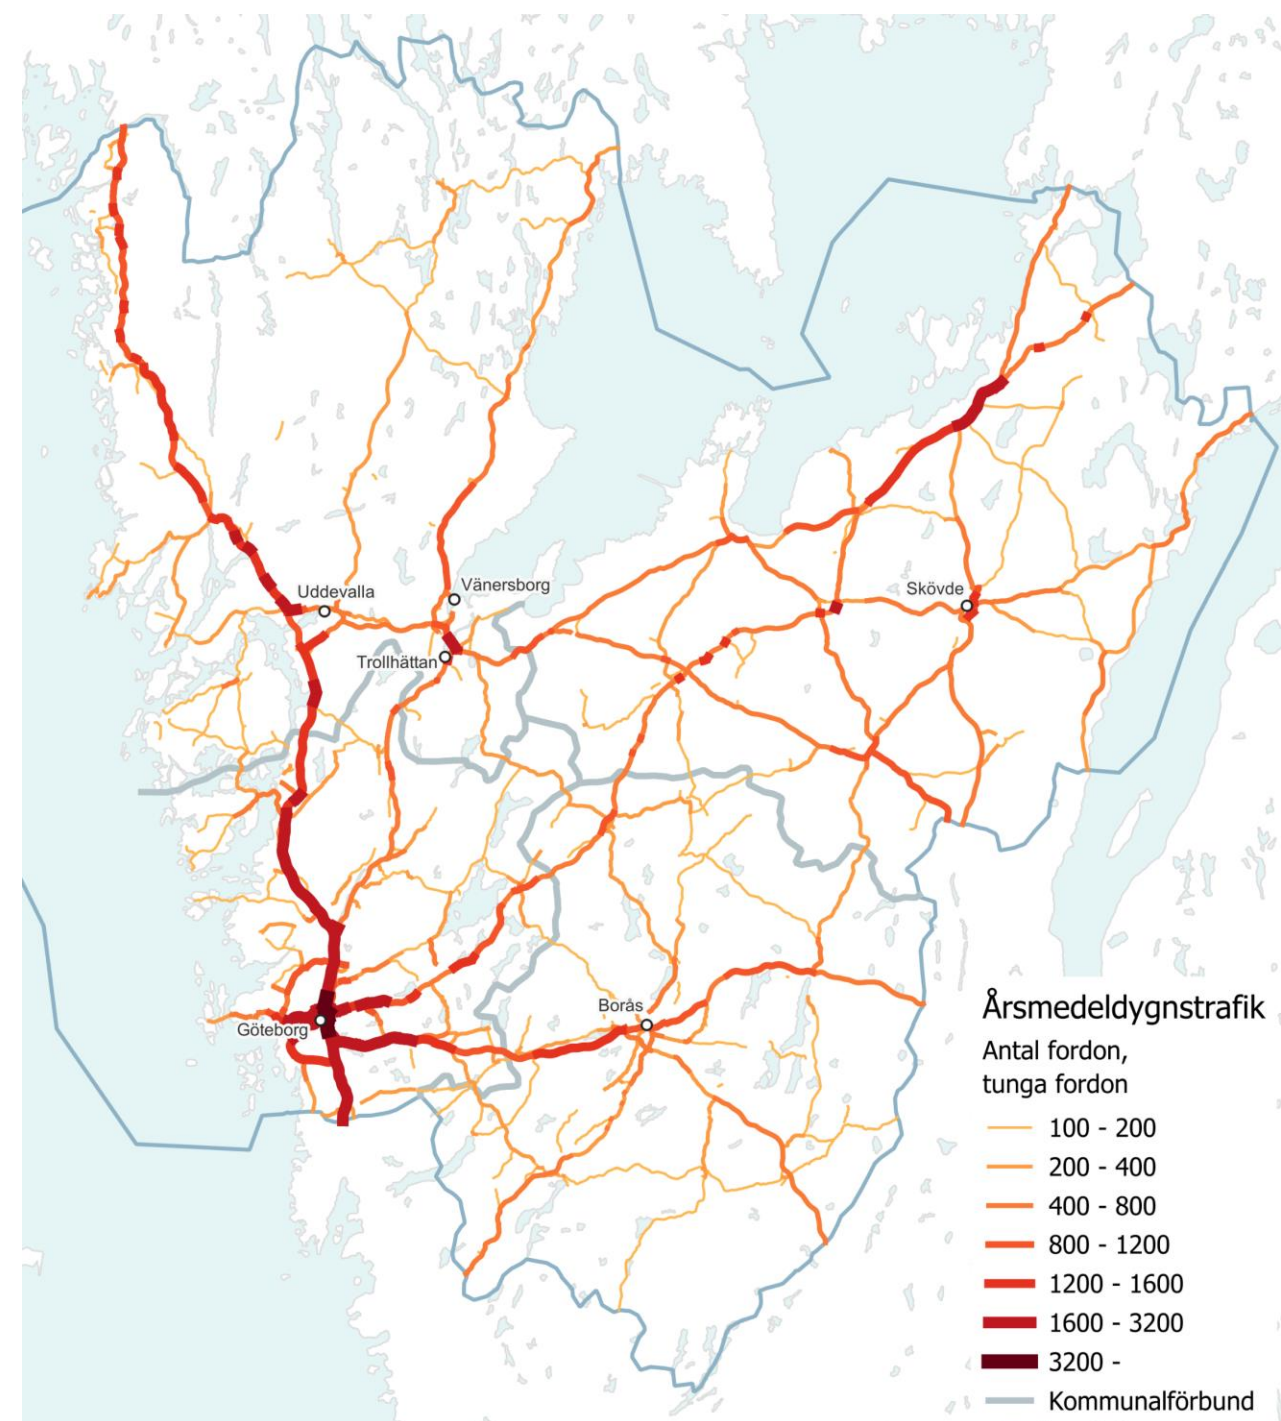 Uddevalla
Vänersborg
Trollhättan
Skövde
Borås
Göteborg
Årsmedeldygnstrafik
Antal fordon,
tunga fordon
100 - 200
200 - 400
400 - 800
800 - 1200
1200 - 1600
1600 - 3200
3200 -
Kommunalförbund